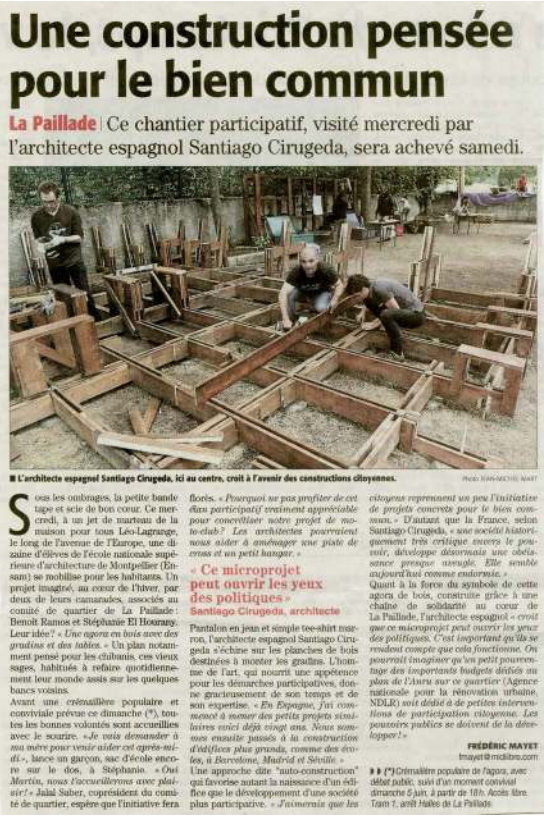 Une construction pensée
pour le bien commun
La Paillade | Ce chantier participatif, visité mercredi par
l'architecte espagnol Santiago Cirugeda, sera achevé samedi.
■ L'architecte espagnol Santiago Cirugeda, ici au centre, croit à l'avenir des constructions citoyennes.
Photo JEAN-MICHEL MART
Sous les ombrages, la petite bande
tape et scie de bon cœur. Ce mer-
credi, à un jet de marteau de la
maison pour tous Léo-Lagrange,
le long de l'avenue de l'Europe, une di-
zaine d'élèves de l'école nationale supé-
rieure d'architecture de Montpellier (En-
sam) se mobilise pour les habitants. Un
projet imaginé, au cœur de l'hiver, par
deux de leurs camarades, associés au
comité de quartier de La Paillade :
Benoît Ramos et Stéphanie El Hourany.
Leur idée ? « Une agora en bois avec des
gradins et des tables. » Un plan notam-
ment pensé pour les chibanis, ces vieux
sages, habitués à refaire quotidienne-
ment leur monde assis sur les quelques
bancs voisins.
Avant une crémaillère populaire et
conviviale prévue ce dimanche (*), tou-
tes les bonnes volontés sont accueillies
avec le sourire. «Je vais demander à
ma mère pour venir aider cet après-mi-
di», lance un garçon, sac d'école enco-
re sur le dos, à Stéphanie. « Oui
Martin, nous l'accueillerons avec plai-
sir ! » Jalal Saber, coprésident du comi-
té de quartier, espère que l'initiative fera
florès. « Pourquoi ne pas profiter de cet
élan participatif vraiment appréciable
pour concrétiser notre projet de mo-
to-club ? Les architectes pourraient
nous aider à aménager une piste de
cross et un petit hangar. »
« Ce microprojet
peut ouvrir les yeux
des politiques »
Santiago Cirugeda, architecte
Pantalon en jean et simple tee-shirt mar-
ron, l'architecte espagnol Santiago Ciru-
geda s'échine sur les planches de bois
destinées à monter les gradins. L'hom-
me de l'art, qui nourrit une appétence
pour les démarches participatives, don-
ne gracieusement de son temps et de
son expertise. « En Espagne, j'ai com-
mencé à mener des petits projets simi-
laires voici déjà vingt ans. Nous som-
mes ensuite passés à la construction
d'édifices plus grands, comme des éco-
les, à Barcelone, Madrid et Séville. »
Une approche dite "auto-construction"
qui favorise autant la naissance d'un édi-
fice que le développement d'une société
plus participative. « J'aimerais que les
citoyens reprennent un peu l'initiative
de projets concrets pour le bien com-
mun. » D'autant que la France, selon
Santiago Cirugeda, « une société histori-
quement très critique envers le pou-
voir, développe désormais une obéis-
sance presque aveugle. Elle semble
aujourd'hui comme endormie. »
Quant à la force du symbole de cette
agora de bois, construite grâce à une
chaîne de solidarité au cœur de
La Paillade, l'architecte espagnol « croit
que ce microprojet peut ouvrir les yeux
des politiques. C'est important qu'ils se
rendent compte que cela fonctionne. On
pourrait imaginer qu'un petit pourcen-
tage des importants budgets dédiés au
plan de l'Anru sur ce quartier (Agence
nationale pour la rénovation urbaine,
NDLR) soit dédié à de petites interven-
tions de participation citoyenne. Les
pouvoirs publics se doivent de la déve-
lopper ! »
FRÉDÉRIC MAYET
fmayet@midilibre.com
(*) Crémaillère populaire de l'agora, avec
débat public, suivi d'un moment convivial
dimanche 5 juin, à partir de 18h. Accès libre.
Tram 1, arrêt Halles de La Paillade.